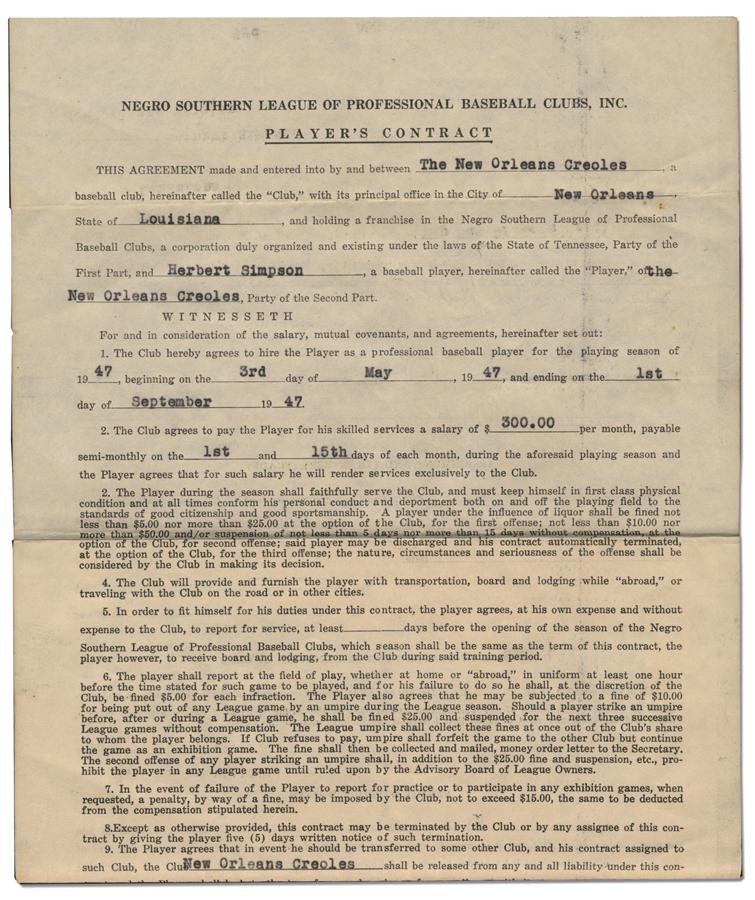 NEGRO SOUTHERN LEAGUE OF PROFESSIONAL BASEBALL CLUBS, INC.
PLAYER'S CONTRACT
THIS AGREEMENT made and entered into by and between The New Orleans Creoles, a
baseball club, hereinafter called the "Club," with its principal office in the City of New Orleans,
State of Louisiana, and holding a franchise in the Negro Southern League of Professional
Baseball Clubs, a corporation duly organized and existing under the laws of the State of Tennessee, Party of the
First Part, and Herbert Simpson, a baseball player, hereinafter called the "Player," of the
New Orleans Creoles, Party of the Second Part.
WITNESSETH
For and in consideration of the salary, mutual covenants, and agreements, hereinafter set out:
1. The Club hereby agrees to hire the Player as a professional baseball player for the playing season of
1947, beginning on the 3rd day of May, 1947, and ending on the 1st
day of September 1947.
2. The Club agrees to pay the Player for his skilled services a salary of $ 300.00 per month, payable
semi-monthly on the 1st and 15th days of each month, during the aforesaid playing season and
the Player agrees that for such salary he will render services exclusively to the Club.
2. The Player during the season shall faithfully serve the Club, and must keep himself in first class physical
condition and at all times conform his personal conduct and deportment both on and off the playing field to the
standards of good citizenship and good sportsmanship. A player under the influence of liquor shall be fined not
less than $5.00 nor more than $25.00 at the option of the Club, for the first offense; not less than $10.00 nor
more than $50.00 and/or suspension of not less than 5 days nor more than 15 days without compensation, at the
option of the Club, for second offense; said player may be discharged and his contract automatically terminated,
at the option of the Club, for the third offense; the nature, circumstances and seriousness of the offense shall be
considered by the Club in making its decision.
4. The Club will provide and furnish the player with transportation, board and lodging while "abroad," or
traveling with the Club on the road or in other cities.
5. In order to fit himself for his duties under this contract, the player agrees, at his own expense and without
expense to the Club, to report for service, at least_______days before the opening of the season of the Negro
Southern League of Professional Baseball Clubs, which season shall be the same as the term of this contract, the
player however, to receive board and lodging, from the Club during said training period.
6. The player shall report at the field of play, whether at home or "abroad," in uniform at least one hour
before the time stated for such game to be played, and for his failure to do so he shall, at the discretion of the
Club, be fined $5.00 for each infraction. The Player also agrees that he may be subjected to a fine of $10.00
for being put out of any League game by an umpire during the League season. Should a player strike an umpire
before, after or during a League game, he shall be fined $25.00 and suspended for the next three successive
League games without compensation. The League umpire shall collect these fines at once out of the Club's share
to whom the player belongs. If Club refuses to pay, umpire shall forfeit the game to the other Club but continue
the game as an exhibition game. The fine shall then be collected and mailed, money order letter to the Secretary.
The second offense of any player striking an umpire shall, in addition to the $25.00 fine and suspension, etc., pro-
hibit the player in any League game until ruled upon by the Advisory Board of League Owners.
7. In the event of failure of the Player to report for practice or to participate in any exhibition games, when
requested, a penalty, by way of a fine, may be imposed by the Club, not to exceed $15.00, the same to be deducted
from the compensation stipulated herein.
8.Except as otherwise provided, this contract may be terminated by the Club or by any assignee of this con-
tract by giving the player five (5) days written notice of such termination.
9. The Player agrees that in event he should be transferred to some other Club, and his contract assigned to
such Club, the Club New Orleans Creoles shall be released from any and all liability under this con-